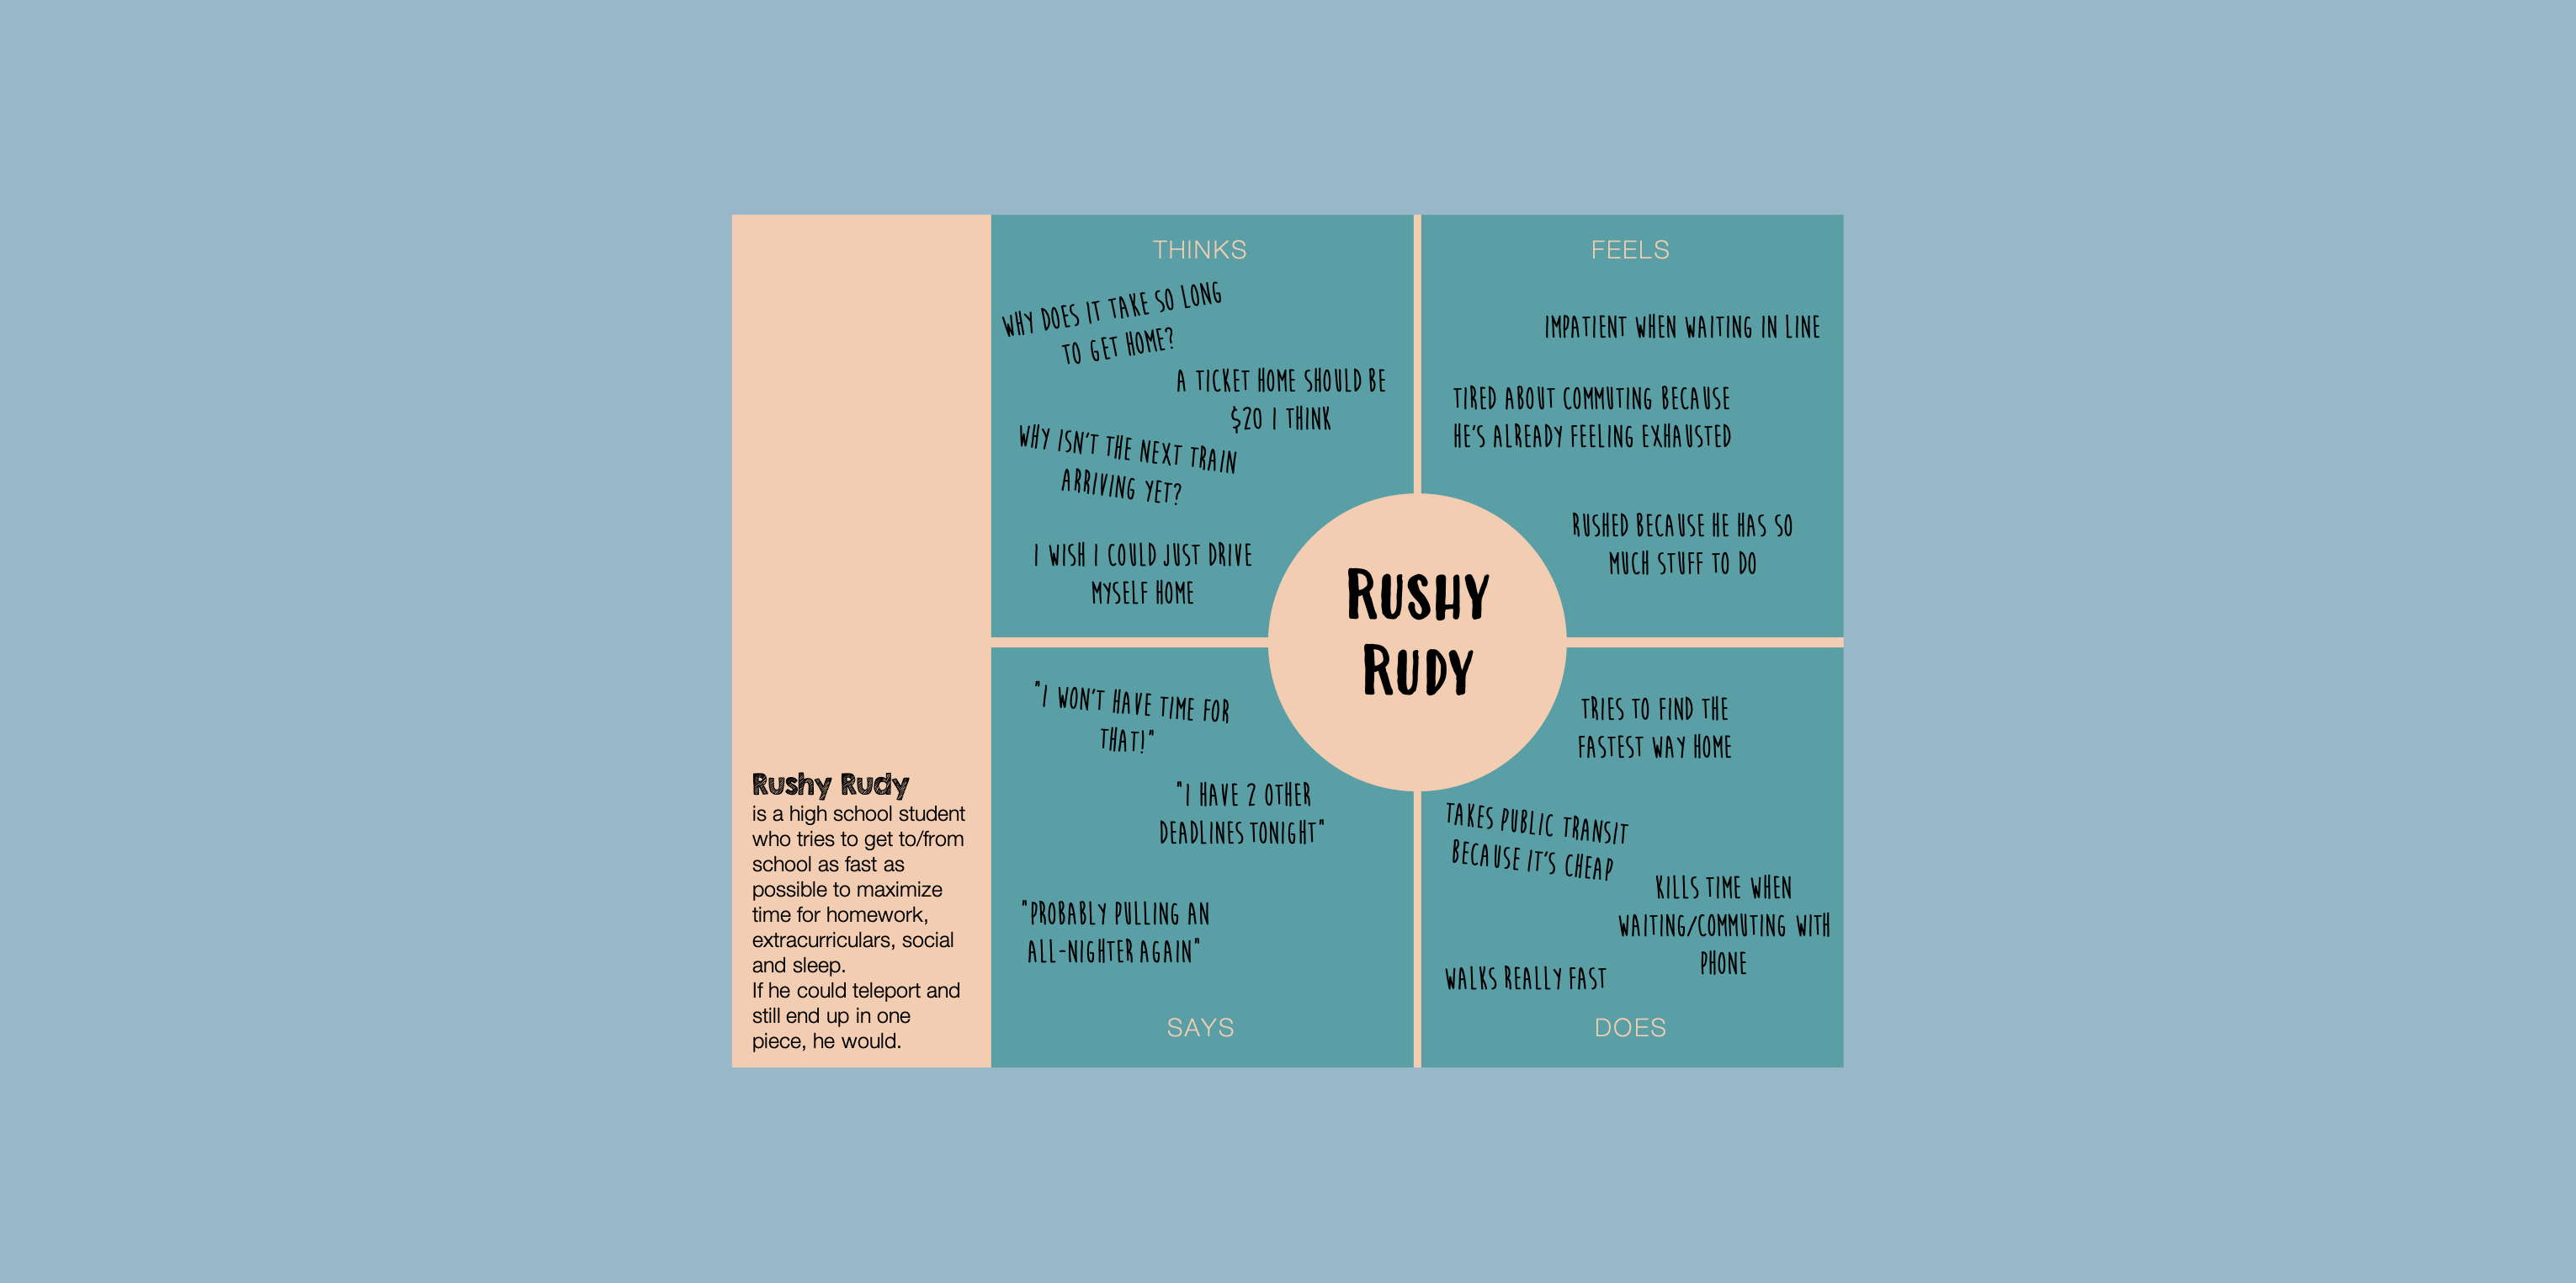 Rushy Rudy
is a high school student
who tries to get to/from
school as fast as
possible to maximize
time for homework,
extracurriculars, social
and sleep.
If he could teleport and
still end up in one
piece, he would.
THINKS
WHY DOES IT TAKE SO LONG
TO GET HOME?
A TICKET HOME SHOULD BE
$20 I THINK
WHY ISN'T THE NEXT TRAIN
ARRIVING YET?
I WISH I COULD JUST DRIVE
MYSELF HOME
FEELS
IMPATIENT WHEN WAITING IN LINE
TIRED ABOUT COMMUTING BECAUSE
HE'S ALREADY FEELING EXHAUSTED
RUSHED BECAUSE HE HAS SO
MUCH STUFF TO DO
RUSHY
RUDY
"I WON'T HAVE TIME FOR
THAT!"
"I HAVE 2 OTHER
DEADLINES TONIGHT"
"PROBABLY PULLING AN
ALL-NIGHTER AGAIN"
SAYS
TRIES TO FIND THE
FASTEST WAY HOME
TAKES PUBLIC TRANSIT
BECAUSE IT'S CHEAP
KILLS TIME WHEN
WAITING/COMMUTING WITH
PHONE
WALKS REALLY FAST
DOES